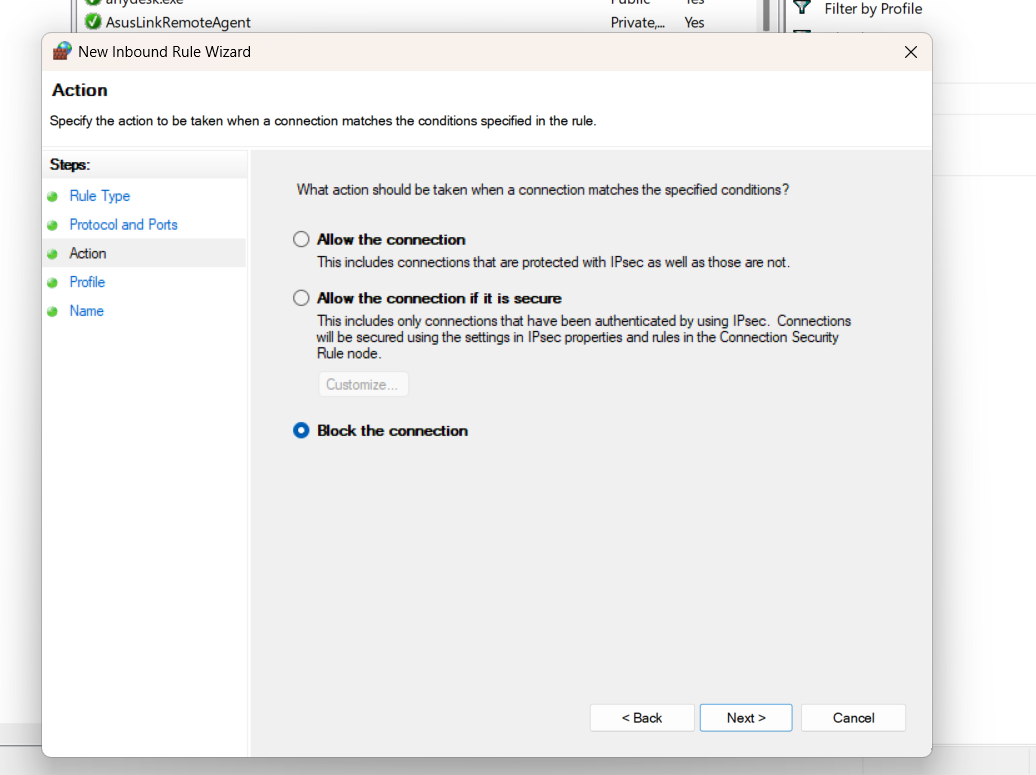 anydesk.exe Public Yes
AsusLinkRemoteAgent Private,... Yes
Filter by Profile
New Inbound Rule Wizard
Action
Specify the action to be taken when a connection matches the conditions specified in the rule.
Steps:
Rule Type
Protocol and Ports
Action
Profile
Name
What action should be taken when a connection matches the specified conditions?
Allow the connection
This includes connections that are protected with IPsec as well as those are not.
Allow the connection if it is secure
This includes only connections that have been authenticated by using IPsec. Connections
will be secured using the settings in IPsec properties and rules in the Connection Security
Rule node.
Customize...
Block the connection
< Back
Next >
Cancel